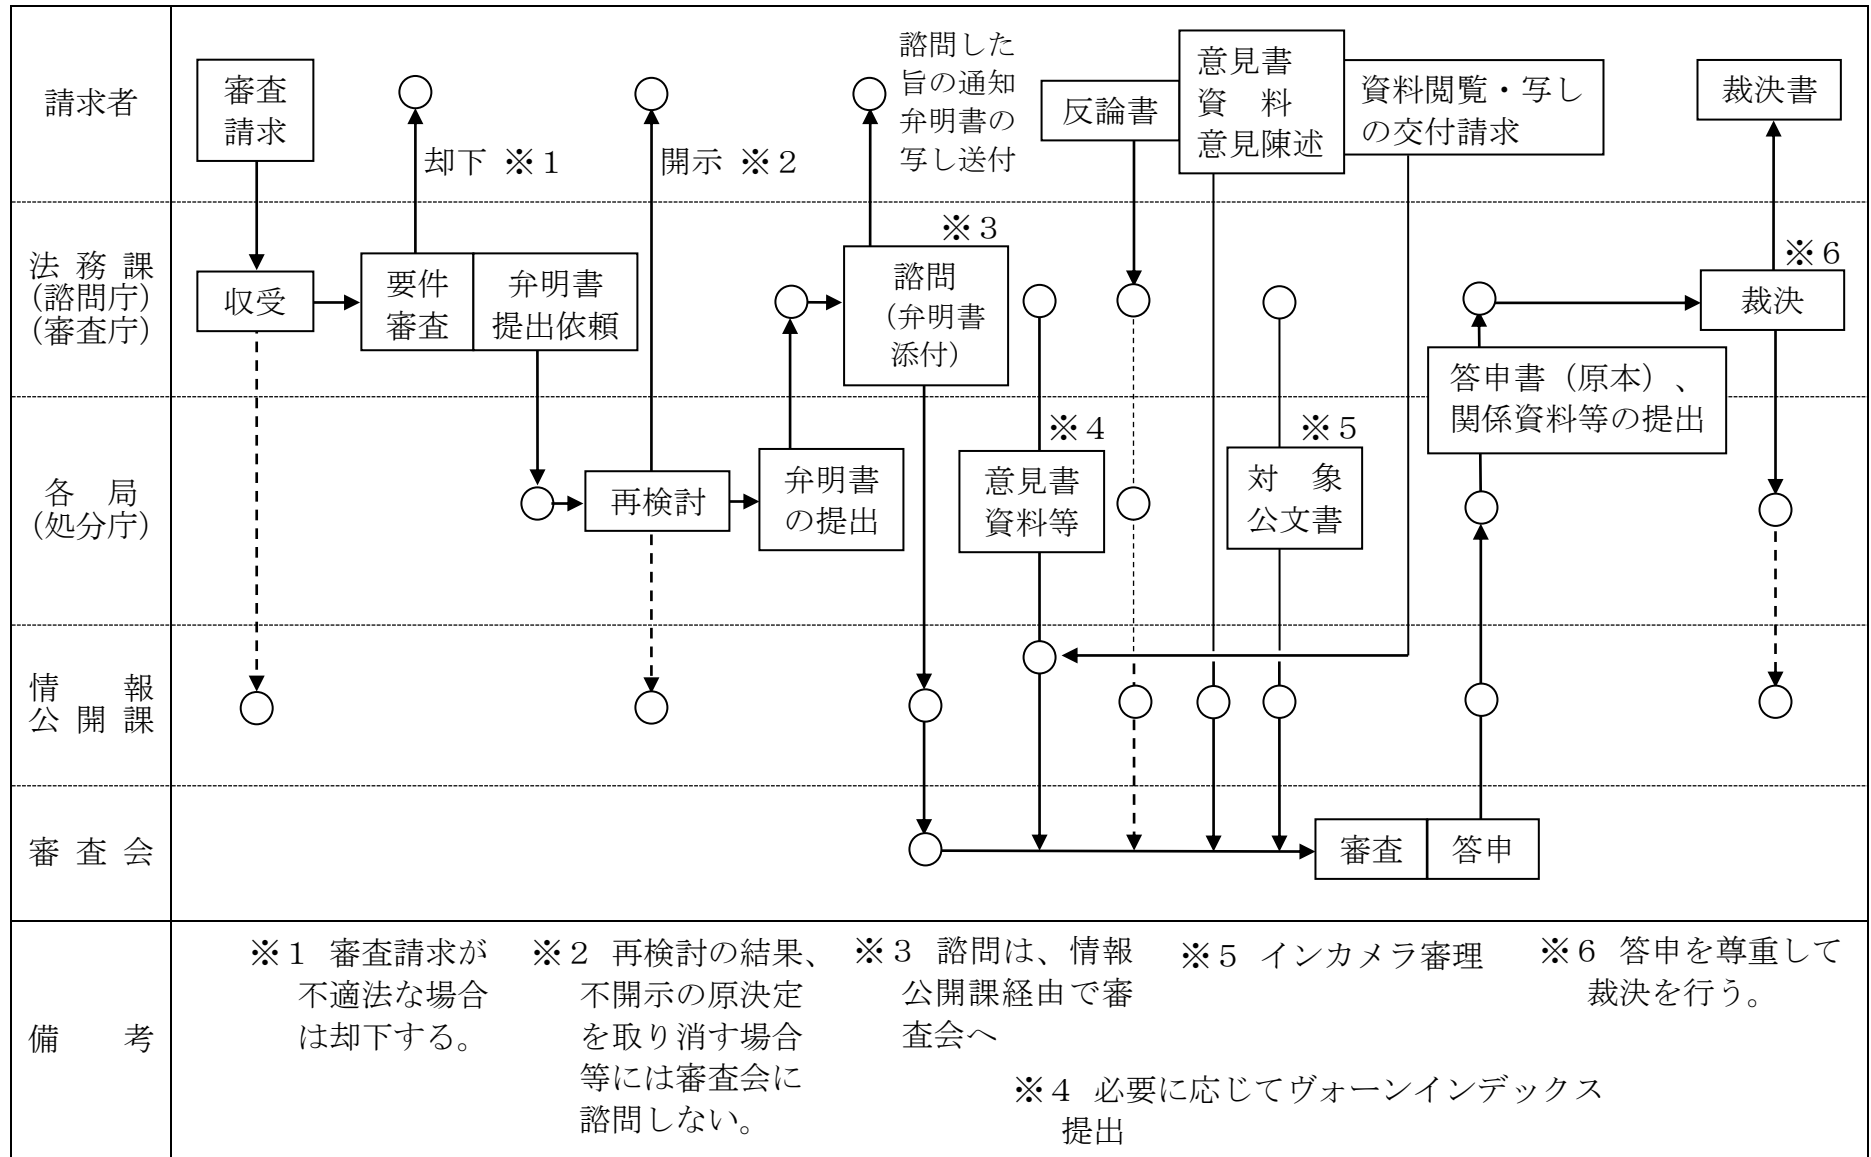 請求者
審査
請求
却下 ※１
開示 ※２
諮問した
旨の通知
弁明書の
写し送付
反論書
意見書
資　料
意見陳述
資料閲覧・写し
の交付請求
裁決書
法務課
(諮問庁)
(審査庁)
収受
要件
審査
弁明書
提出依頼
※３
諮問
（弁明書
添付）
※６
裁決
答申書（原本）、
関係資料等の提出
各　局
(処分庁)
再検討
弁明書
の提出
※４
意見書
資料等
※５
対　象
公文書
情　報
公開課
審査会
審査
答申
備　考
※１ 審査請求が
不適法な場合
は却下する。
※２ 再検討の結果、
不開示の原決定
を取り消す場合
等には審査会に
諮問しない。
※３ 諮問は、情報
公開課経由で審
査会へ
※４ 必要に応じてヴォーンインデックス
提出
※５ インカメラ審理
※６ 答申を尊重して
裁決を行う。